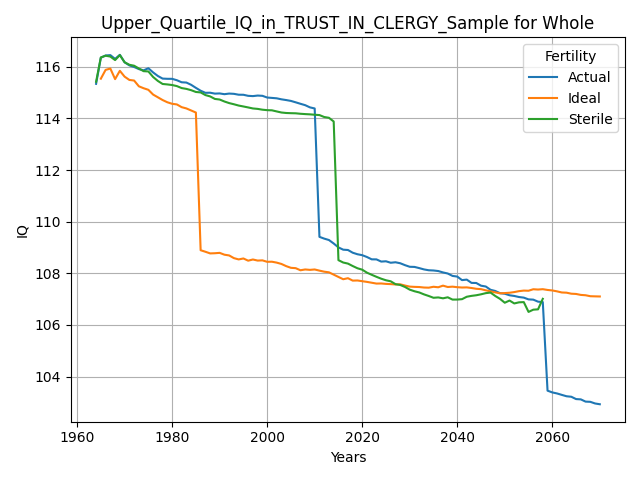 Upper_Quartile_IQ_in_TRUST_IN_CLERGY_Sample for Whole
Fertility
Actual
Ideal
Sterile
116
114
112
110
108
106
104
IQ
1960
1980
2000
2020
2040
2060
Years